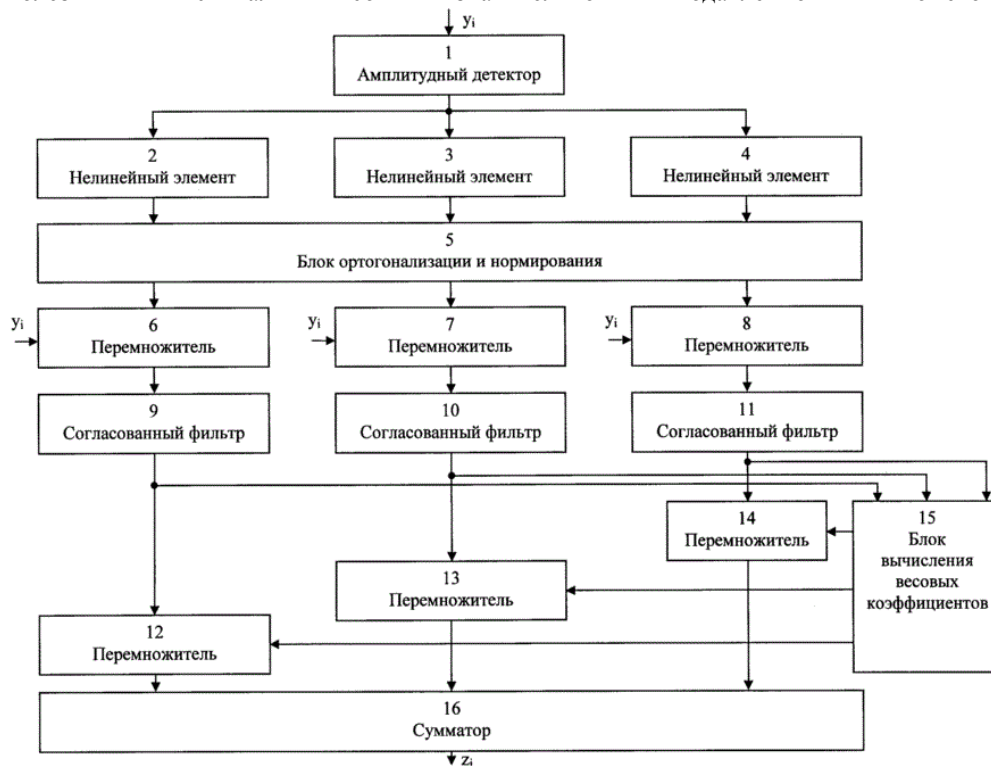 yi
1
Амплитудный детектор
2
Нелинейный элемент
3
Нелинейный элемент
4
Нелинейный элемент
5
Блок ортогонализации и нормирования
yi
6
Перемножитель
yi
7
Перемножитель
yi
8
Перемножитель
9
Согласованный фильтр
10
Согласованный фильтр
11
Согласованный фильтр
14
Перемножитель
15
Блок
вычисления
весовых
коэффициентов
13
Перемножитель
12
Перемножитель
16
Сумматор
zi